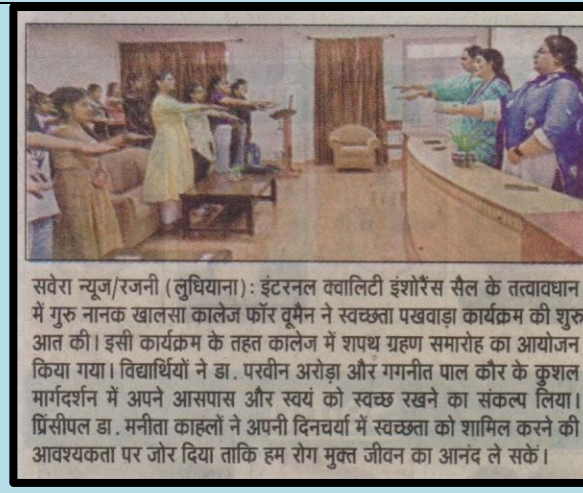 सवेरा न्यूज/रजनी (लुधियाना): इंटरनल क्वालिटी इंशोरैंस सैल के तत्वावधान
में गुरु नानक खालसा कालेज फॉर वूमैन ने स्वच्छता पखवाड़ा कार्यक्रम की शुरु
आत की। इसी कार्यक्रम के तहत कालेज में शपथ ग्रहण समारोह का आयोजन
किया गया। विद्यार्थियों ने डा. परवीन अरोड़ा और गगनीत पाल कौर के कुशल
मार्गदर्शन में अपने आसपास और स्वयं को स्वच्छ रखने का संकल्प लिया।
प्रिंसीपल डा. मनीता काहलों ने अपनी दिनचर्या में स्वच्छता को शामिल करने की
आवश्यकता पर जोर दिया ताकि हम रोग मुक्त जीवन का आनंद ले सकें।